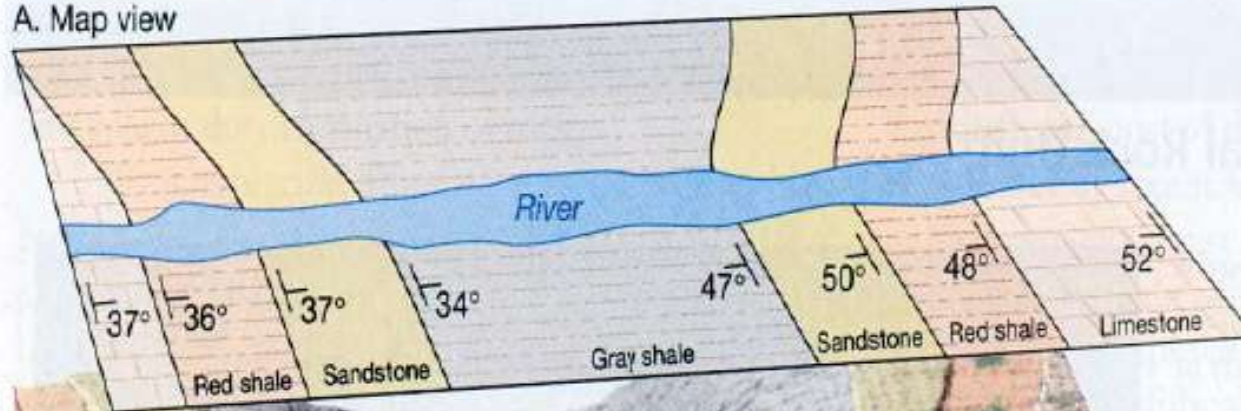 A. Map view
River
37° 36° 37° 34° 47° 50° 48° 52°
Red shale Sandstone Gray shale Sandstone Red shale Limestone